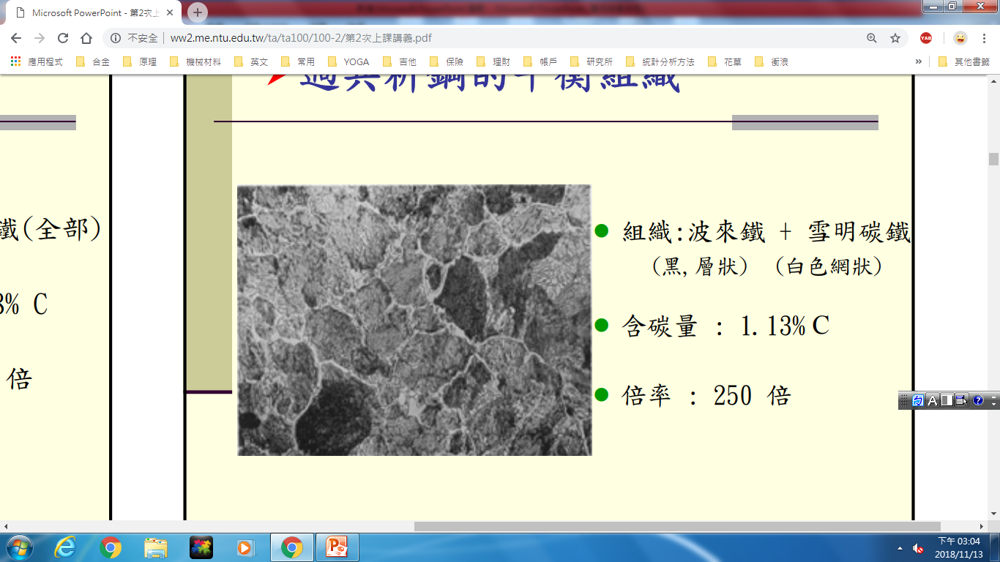 Microsoft PowerPoint - 第2次上
不安全 | ww2.me.ntu.edu.tw/ta/ta100/100-2/第2次上課講義.pdf
YAB
應用程式 合金 原理 機械材料 英文 常用 YOGA 吉他 保險 理財 帳戶 研究所 統計分析方法 花草 衝浪 » 其他書籤
過共析鋼的平衡組織
鐵(全部)
組織:波來鐵 + 雪明碳鐵
(黑,層狀) (白色網狀)
8% C
含碳量 : 1.13% C
倍
倍率 : 250 倍
下午 03:04
2018/11/13